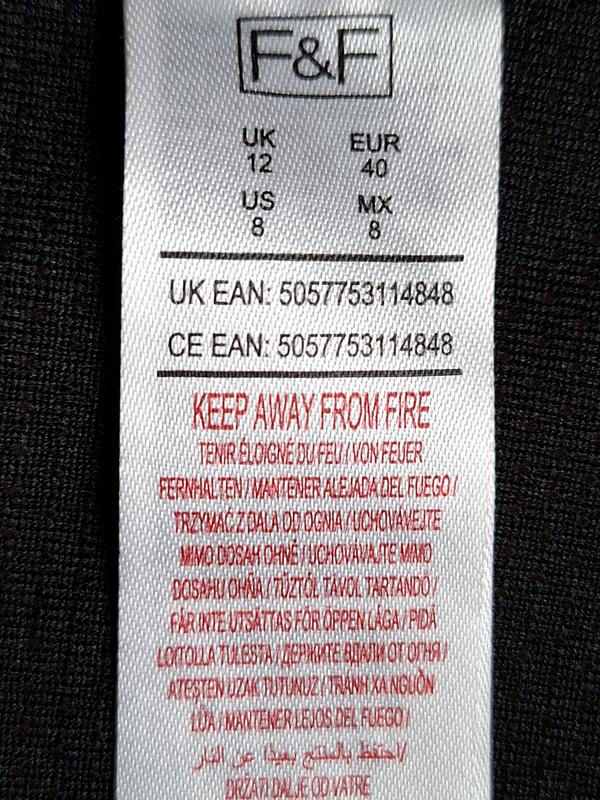 F&F
UK EUR
12 40
US MX
8 8
UK EAN: 5057753114848
CE EAN: 5057753114848
KEEP AWAY FROM FIRE
TENIR ÉLOIGNÉ DU FEU / VON FEUER
FERNHALTEN / MANTENER ALEJADA DEL FUEGO /
TRZYMAĆ Z DALA OD OGNIA / UCHOVÁVEJTE
MIMO DOSAH OHNĚ / UCHOVÁVAJTE MIMO
DOSAHU OHŇA / TŰZTŐL TÁVOL TARTANDÓ /
FÅR INTE UTSÄTTAS FÖR ÖPPEN LÅGA / PIDÄ
LOITOLLA TULESTA / ДЕРЖИТЕ ВДАЛИ ОТ ОГНЯ /
ATEŞTEN UZAK TUTUNUZ / TRÁNH XA NGUỒN
LỬA / MANTENER LEJOS DEL FUEGO /
احتفظ بالمنتج بعيدًا عن النار/
DRŽATI DALJE OD VATRE